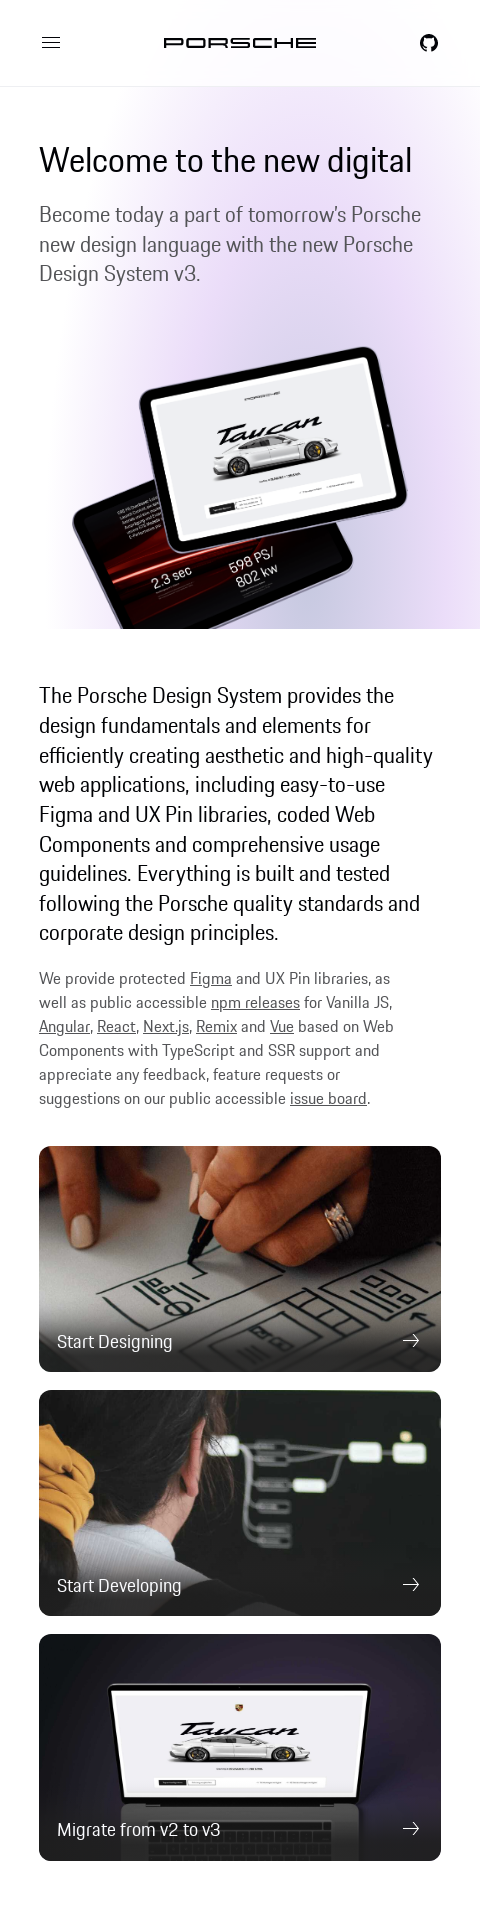 PORSCHE
Welcome to the new digital
Become today a part of tomorrow's Porsche
new design language with the new Porsche
Design System v3.
PORSCHE
Taycan
2.3 sec
598 PS/
802 kw
The Porsche Design System provides the
design fundamentals and elements for
efficiently creating aesthetic and high-quality
web applications, including easy-to-use
Figma and UX Pin libraries, coded Web
Components and comprehensive usage
guidelines. Everything is built and tested
following the Porsche quality standards and
corporate design principles.
We provide protected Figma and UX Pin libraries, as
well as public accessible npm releases for Vanilla JS,
Angular, React, Next.js, Remix and Vue based on Web
Components with TypeScript and SSR support and
appreciate any feedback, feature requests or
suggestions on our public accessible issue board.
Start Designing
Start Developing
Taycan
Migrate from v2 to v3